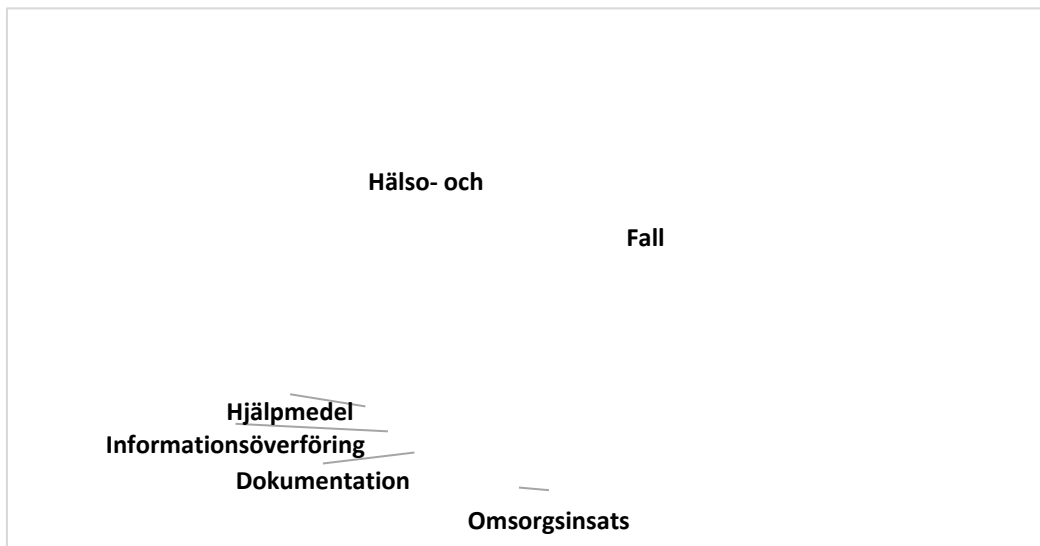 Hälso- och
Fall
Hjälpmedel
Informationsöverföring
Dokumentation
Omsorgsinsats